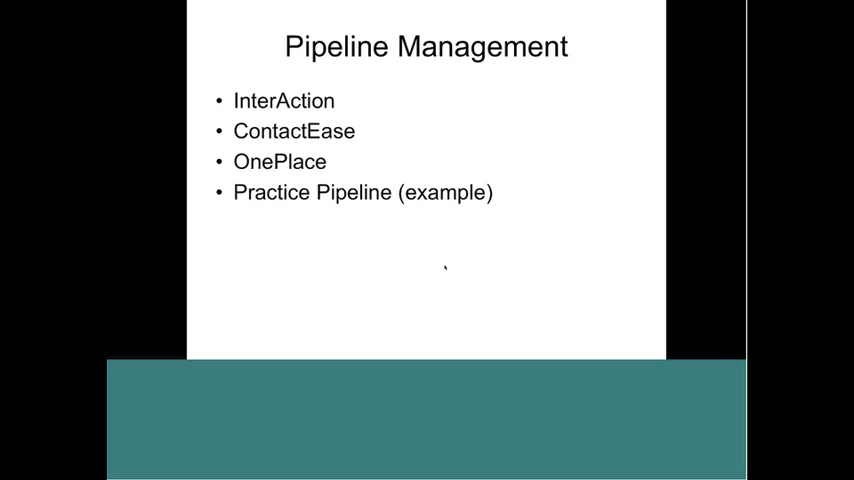 Pipeline Management
• InterAction
• ContactEase
• OnePlace
• Practice Pipeline (example)